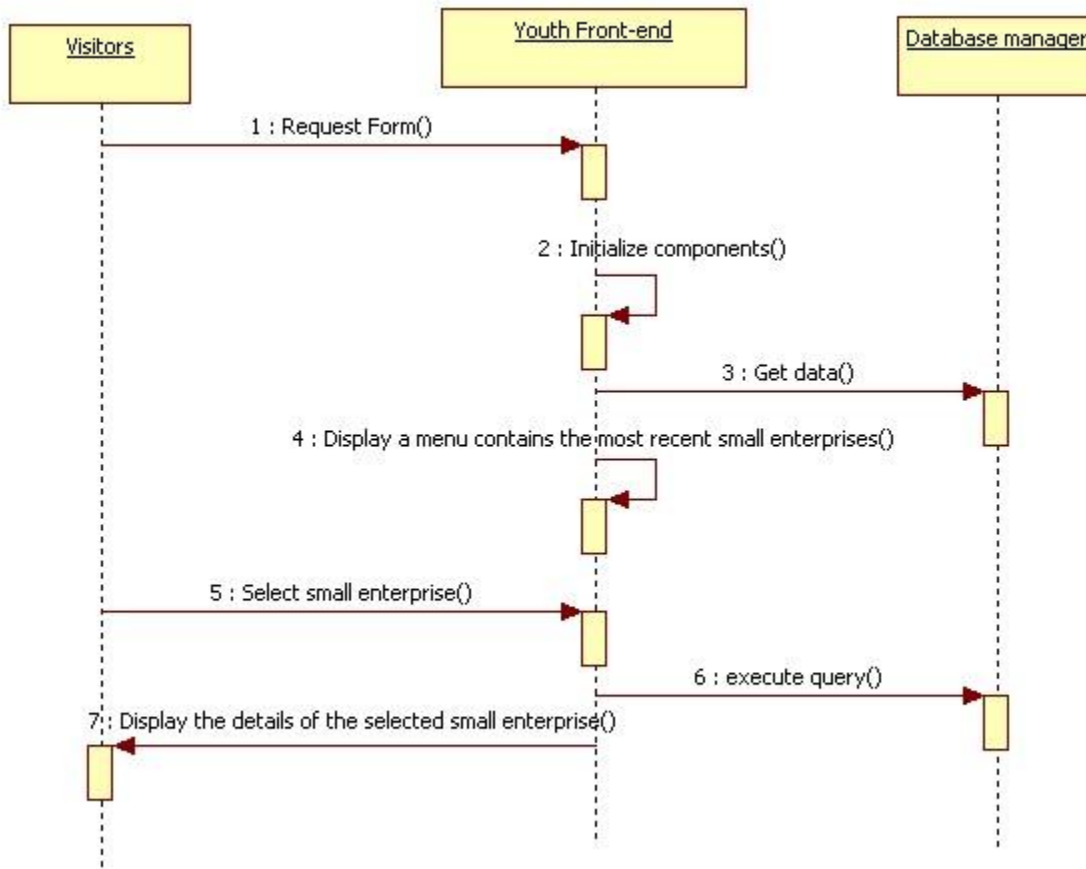 Visitors
Youth Front-end
Database manager
1 : Request Form()
2 : Initialize components()
3 : Get data()
4 : Display a menu contains the most recent small enterprises()
5 : Select small enterprise()
6 : execute query()
7 : Display the details of the selected small enterprise()